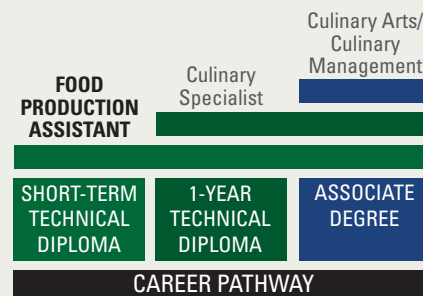 FOOD
PRODUCTION
ASSISTANT
Culinary
Specialist
Culinary Arts/
Culinary
Management
SHORT-TERM
TECHNICAL
DIPLOMA
1-YEAR
TECHNICAL
DIPLOMA
ASSOCIATE
DEGREE
CAREER PATHWAY